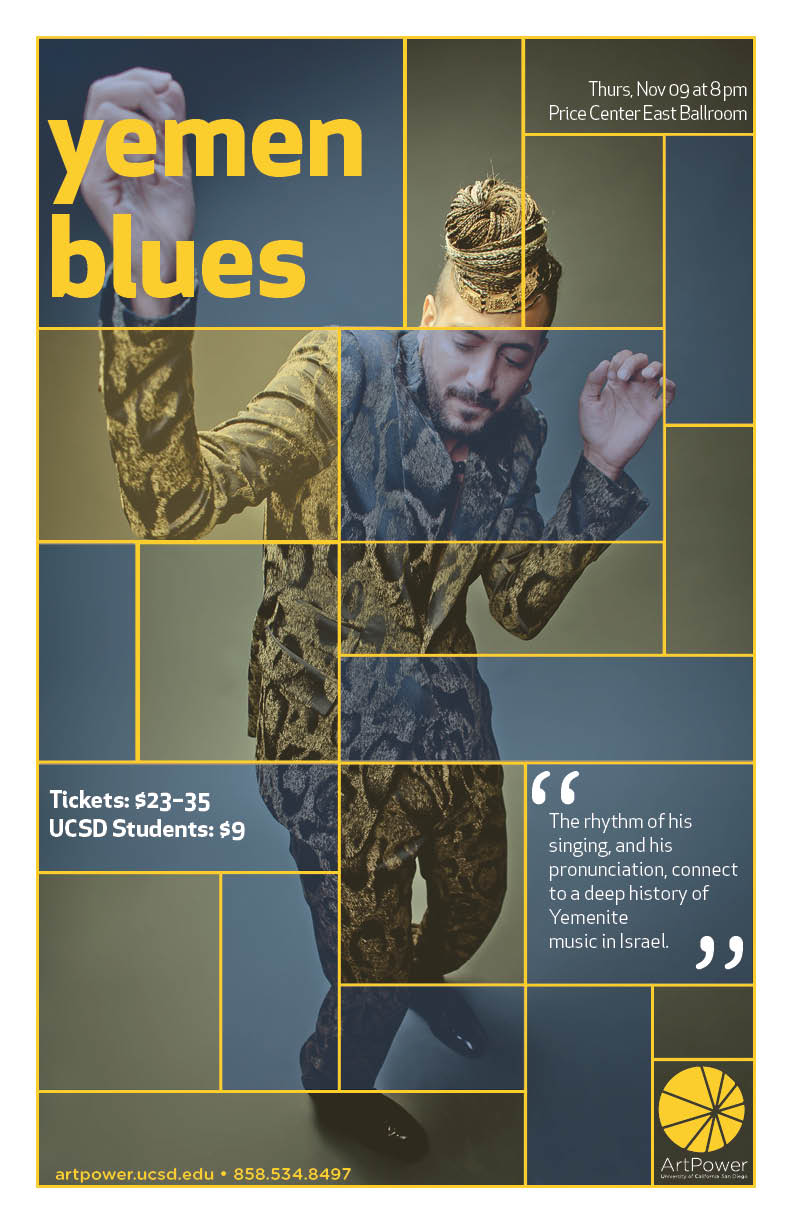 yemen
blues
Thurs, Nov 09 at 8 pm
Price Center East Ballroom
Tickets: $23–35
UCSD Students: $9
“
The rhythm of his
singing, and his
pronunciation, connect
to a deep history of
Yemenite
music in Israel.
”
artpower.ucsd.edu • 858.534.8497
ArtPower
University of California San Diego